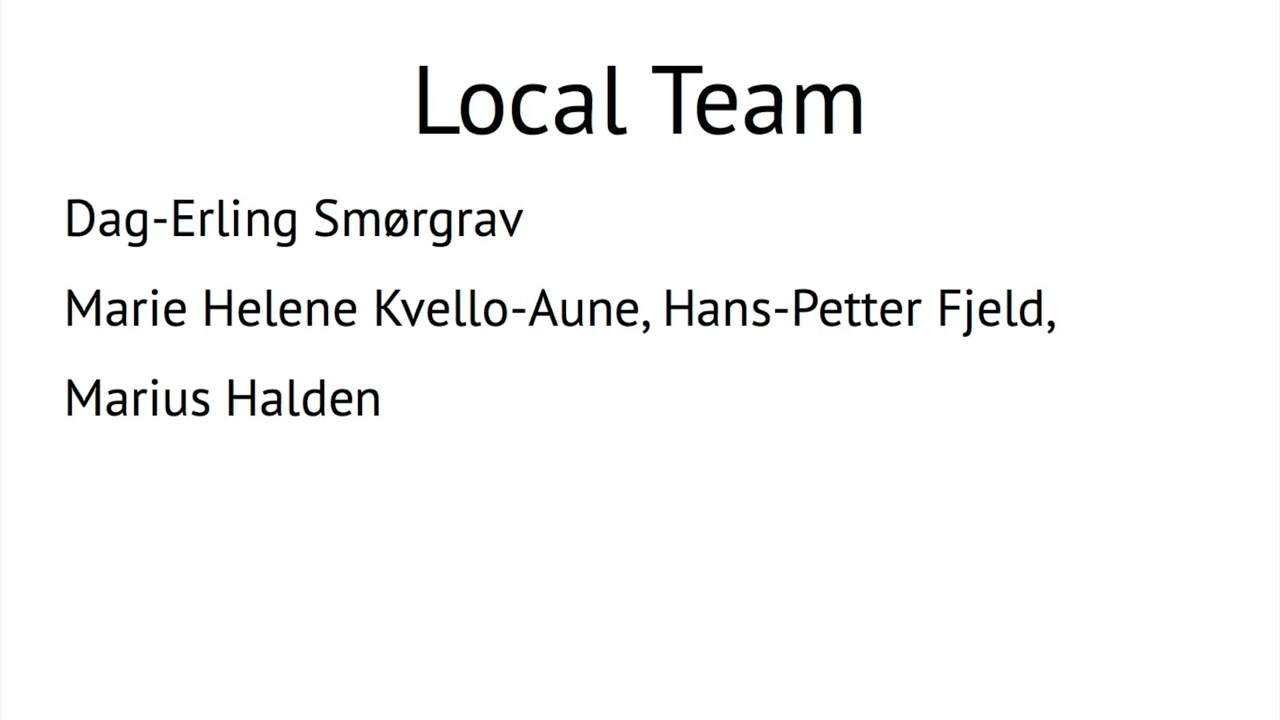 Local Team
Dag-Erling Smørgrav
Marie Helene Kvello-Aune, Hans-Petter Fjeld,
Marius Halden